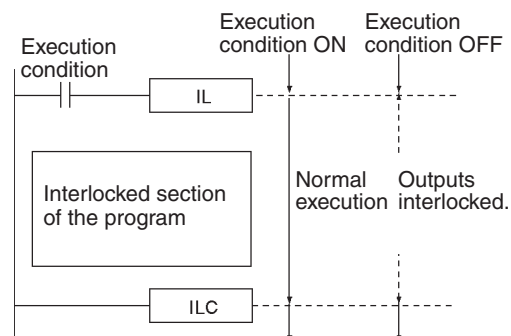 Execution
condition
Execution
condition ON
Execution
condition OFF
IL
Interlocked section
of the program
Normal
execution
Outputs
interlocked.
ILC